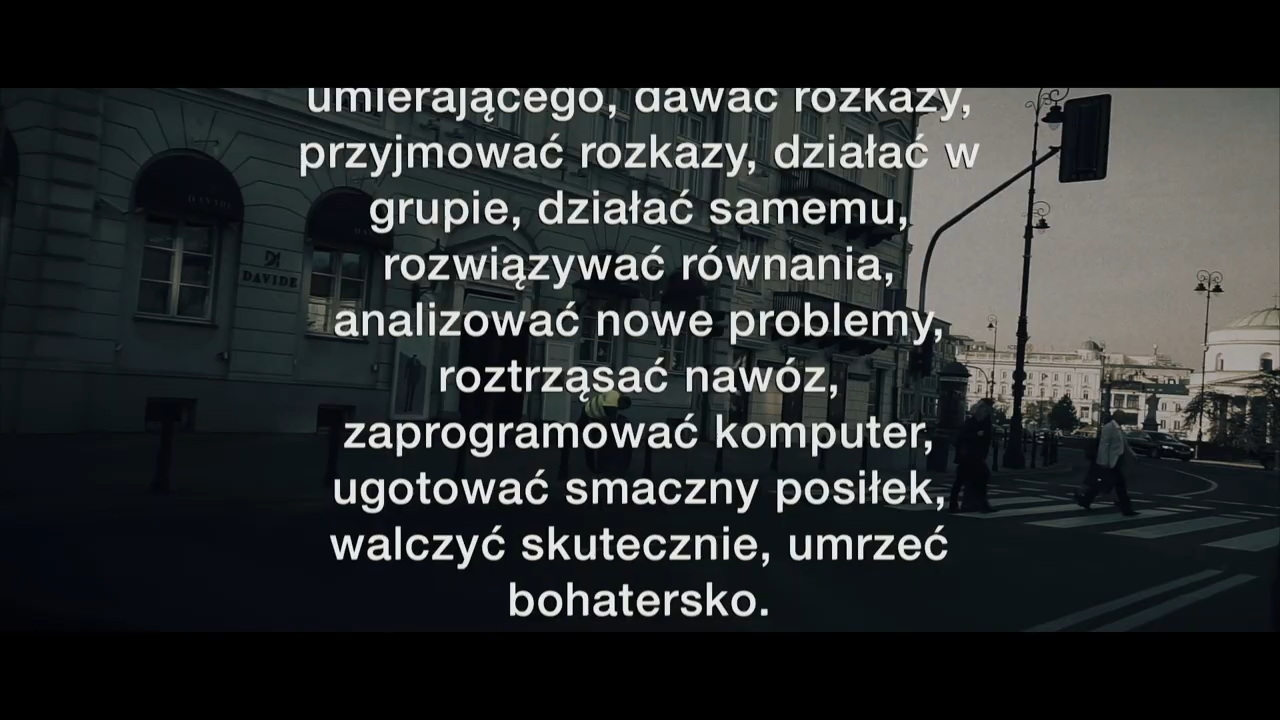 umierającego, dawać rozkazy,
przyjmować rozkazy, działać w
grupie, działać samemu,
rozwiązywać równania,
analizować nowe problemy,
roztrząsać nawóz,
zaprogramować komputer,
ugotować smaczny posiłek,
walczyć skutecznie, umrzeć
bohatersko.
DAVIDE
DAVIDE